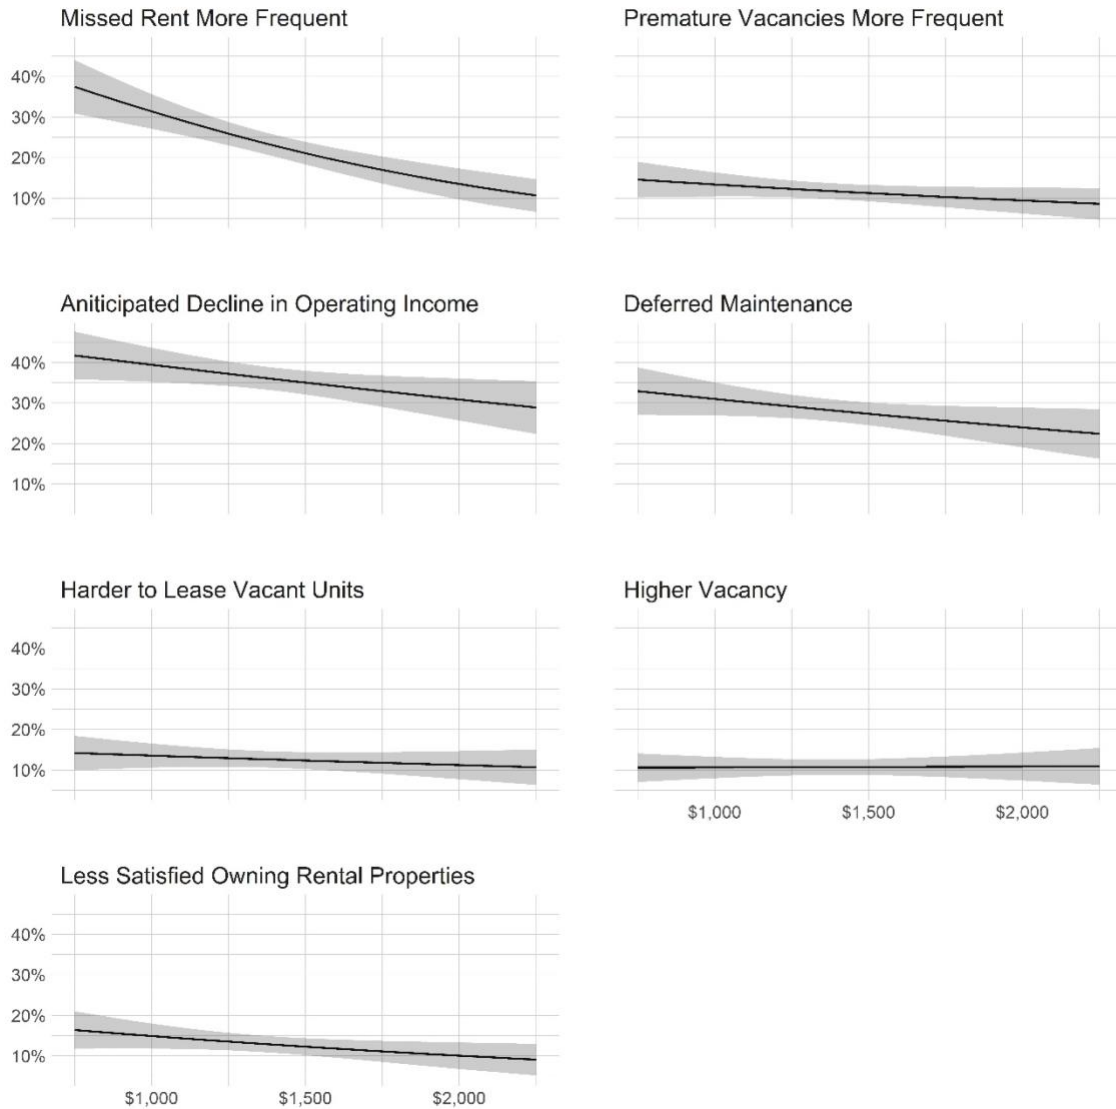 Missed Rent More Frequent
Premature Vacancies More Frequent
40%
30%
20%
10%
Aniticipated Decline in Operating Income
Deferred Maintenance
40%
30%
20%
10%
Harder to Lease Vacant Units
Higher Vacancy
40%
30%
20%
10%
$1,000 $1,500 $2,000
Less Satisfied Owning Rental Properties
40%
30%
20%
10%
$1,000 $1,500 $2,000